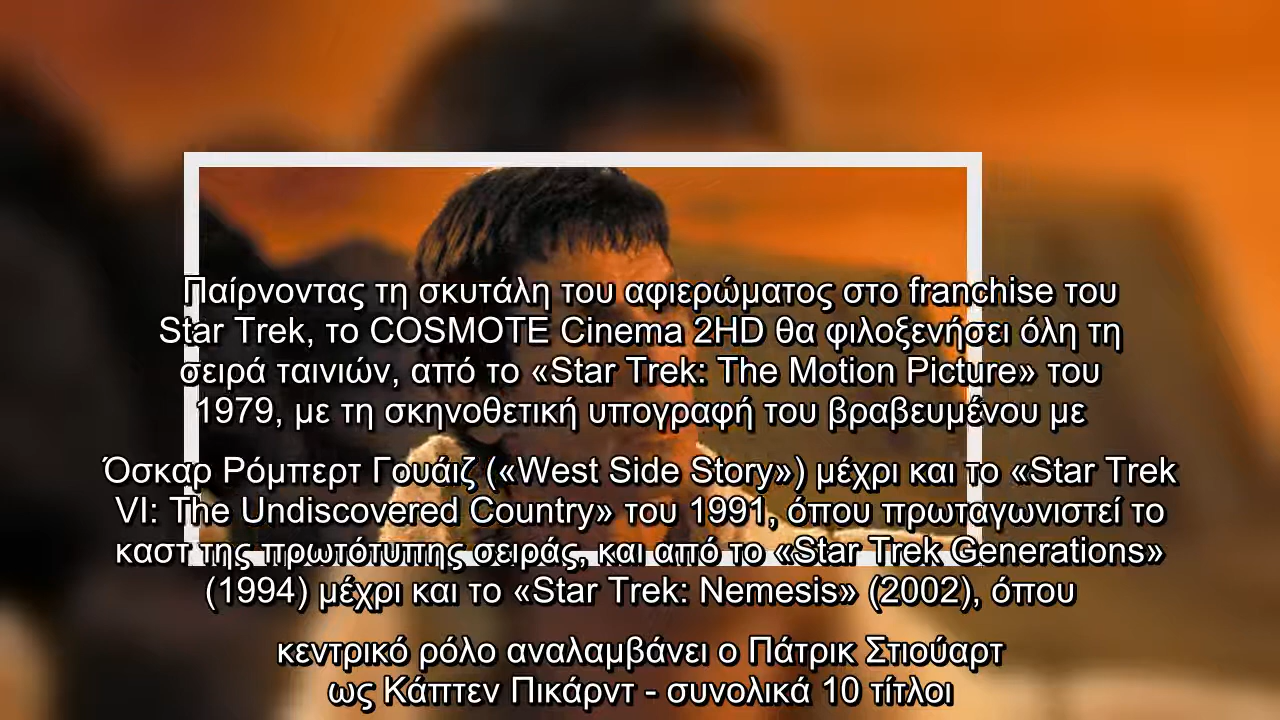 Παίρνοντας τη σκυτάλη του αφιερώματος στο franchise του
Star Trek, το COSMOTE Cinema 2HD θα φιλοξενήσει όλη τη
σειρά ταινιών, από το «Star Trek: The Motion Picture» του
1979, με τη σκηνοθετική υπογραφή του βραβευμένου με
Όσκαρ Ρόμπερτ Γουάιζ («West Side Story») μέχρι και το «Star Trek
VI: The Undiscovered Country» του 1991, όπου πρωταγωνιστεί το
καστ της πρωτότυπης σειράς, και από το «Star Trek Generations»
(1994) μέχρι και το «Star Trek: Nemesis» (2002), όπου
κεντρικό ρόλο αναλαμβάνει ο Πάτρικ Στιούαρτ
ως Κάπτεν Πικάρντ - συνολικά 10 τίτλοι